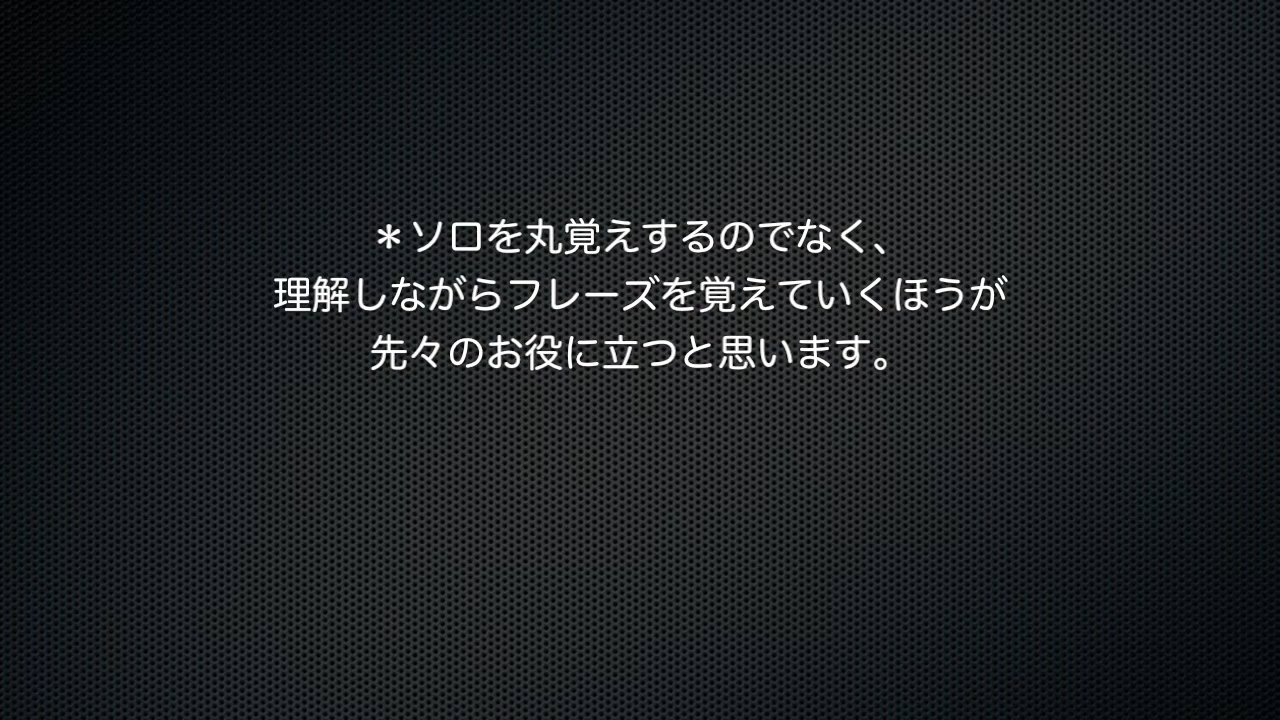 ＊ソロを丸覚えするのでなく、
理解しながらフレーズを覚えていくほうが
先々のお役に立つと思います。